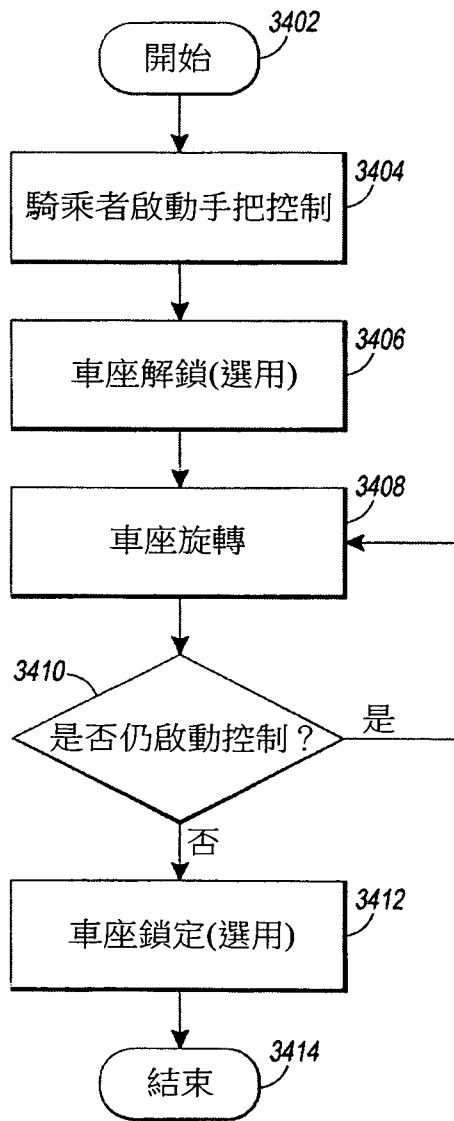 3402
開始
3404
騎乘者啟動手把控制
3406
車座解鎖(選用)
3408
車座旋轉
3410
是否仍啟動控制？
是
否
3412
車座鎖定(選用)
3414
結束